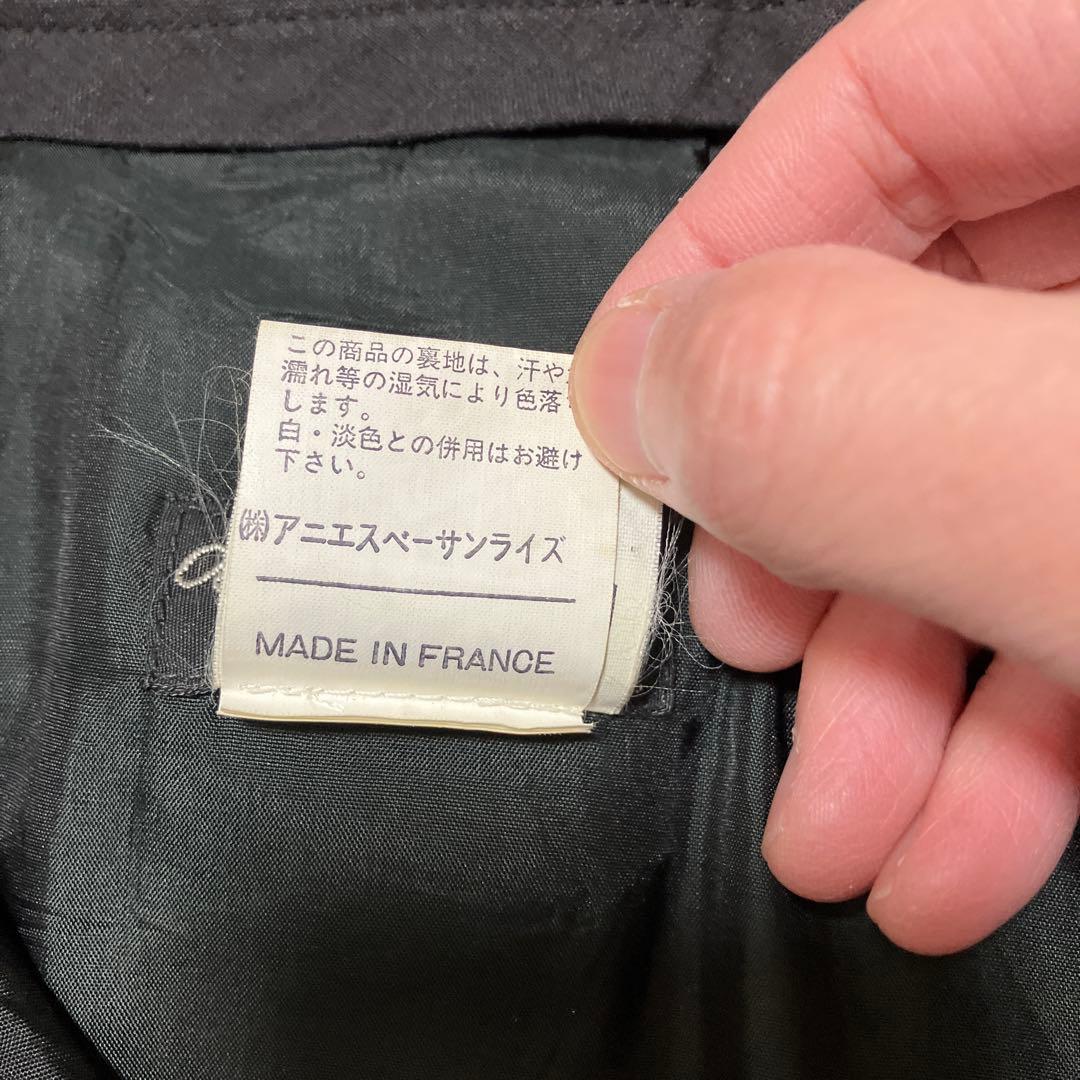 この商品の裏地は、汗や
濡れ等の湿気により色落
します。
白・淡色との併用はお避け
下さい。
㈱アニエスベーサンライズ
MADE IN FRANCE